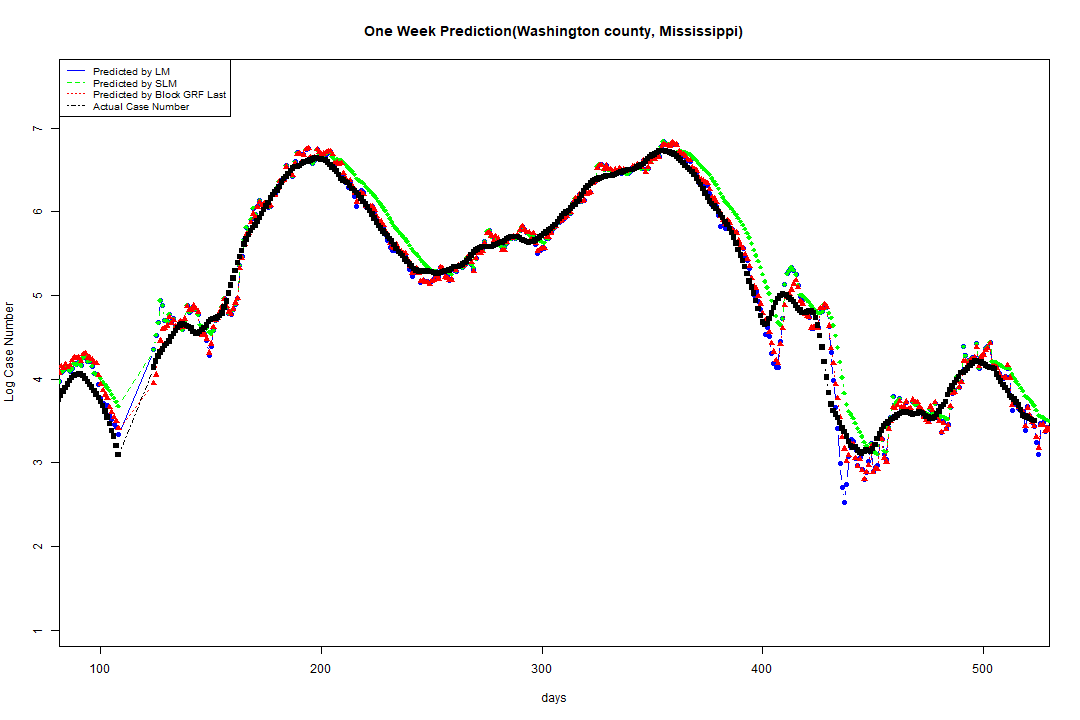 One Week Prediction(Washington county, Mississippi)
Predicted by LM
Predicted by SLM
Predicted by Block GRF Last
Actual Case Number
7
6
5
4
3
2
1
Log Case Number
100 200 300 400 500
days